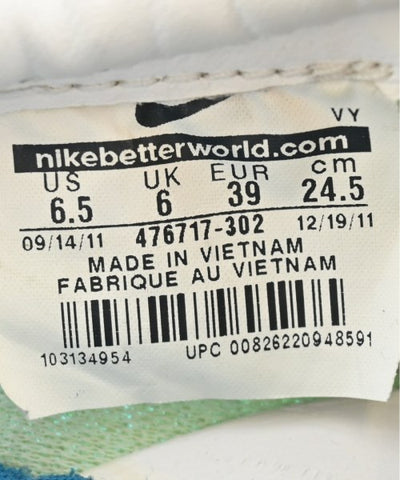 VY
nikebetterworld.com
US UK EUR cm
6.5 6 39 24.5
09/14/11 476717-302 12/19/11
MADE IN VIETNAM
FABRIQUE AU VIETNAM
103134954 UPC 00826220948591